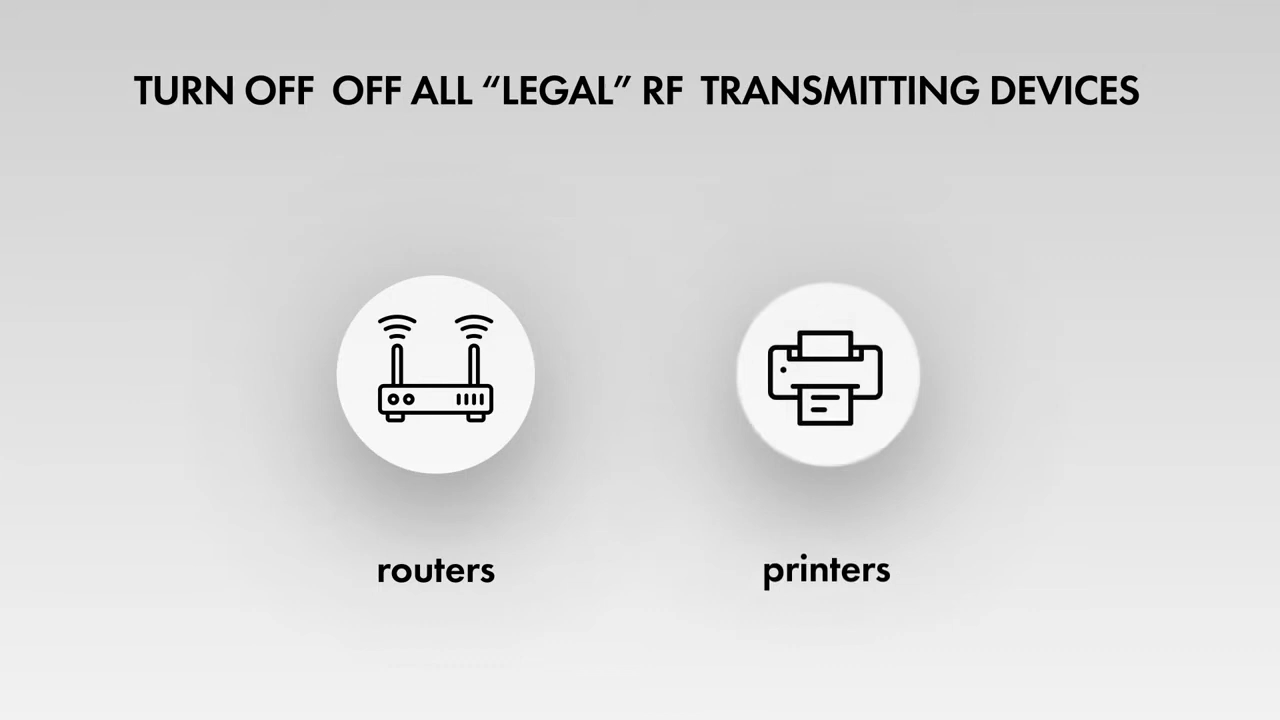 TURN OFF OFF ALL “LEGAL” RF TRANSMITTING DEVICES
routers
printers